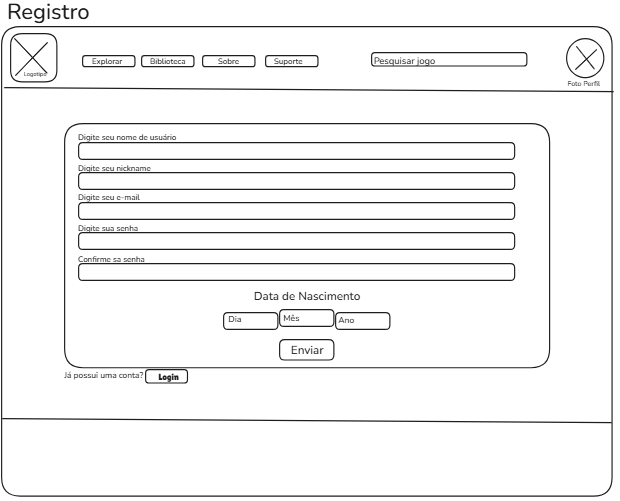 Registro
Logotipo
Explorar
Biblioteca
Sobre
Suporte
Pesquisar jogo
Foto Perfil
Digite seu nome de usuário
Digite seu nickname
Digite seu e-mail
Digite sua senha
Confirme sa senha
Data de Nascimento
Dia
Mês
Ano
Enviar
Já possui uma conta? Login